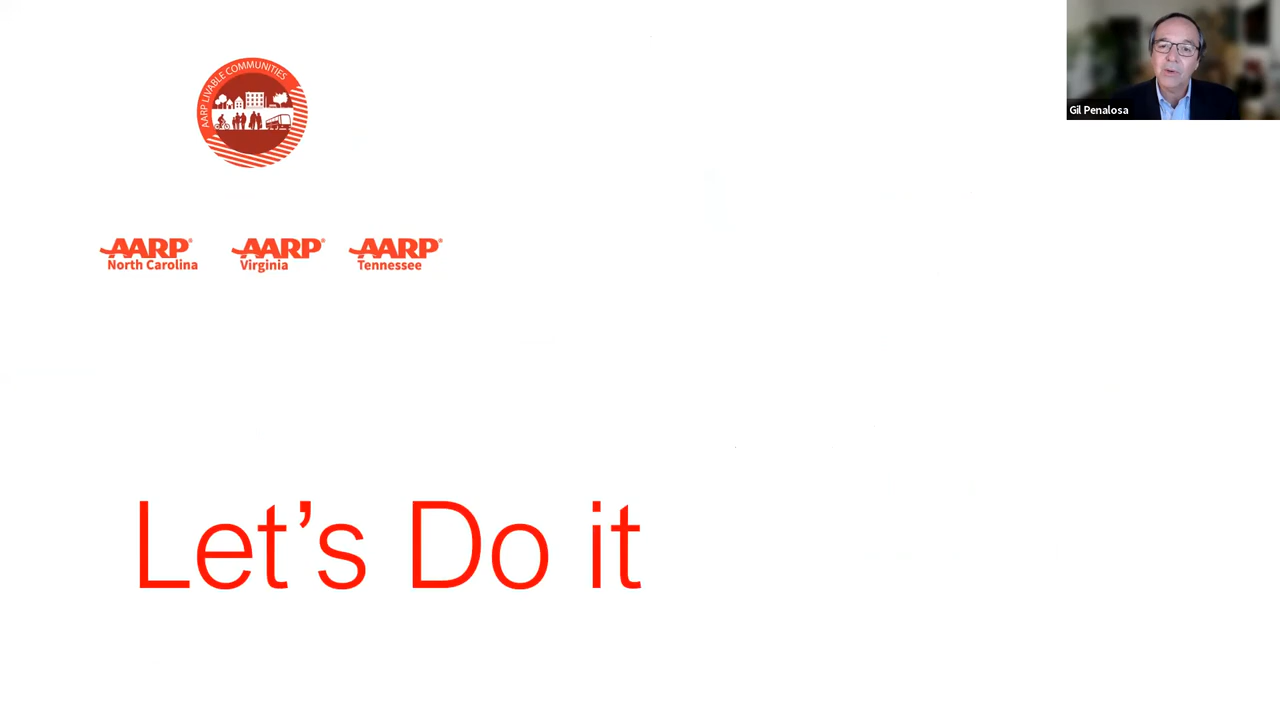 AARP LIVABLE COMMUNITIES
Gil Penalosa
AARP® AARP® AARP®
North Carolina Virginia Tennessee
Let’s Do it